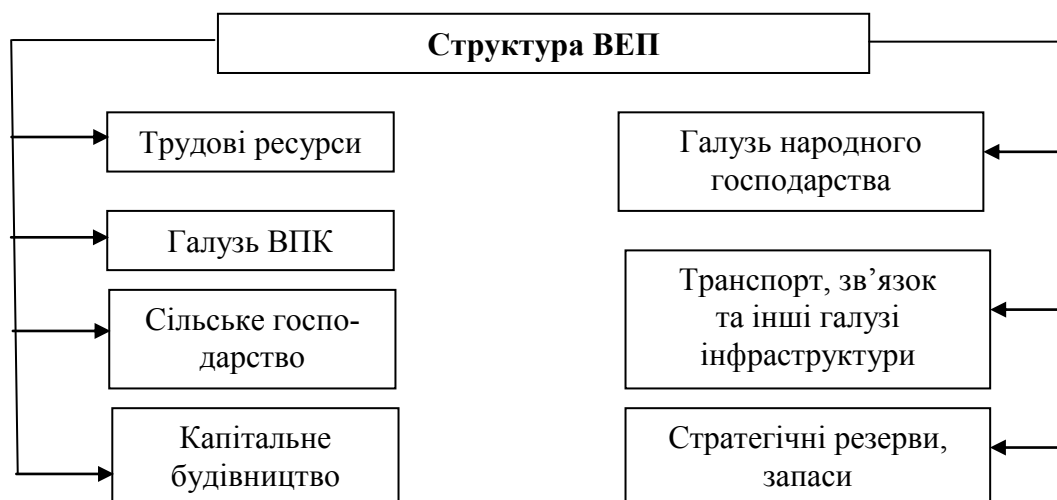 Структура ВЕП
Трудові ресурси
Галузь ВПК
Сільське госпо-
дарство
Капітальне
будівництво
Галузь народного
господарства
Транспорт, зв’язок
та інші галузі
інфраструктури
Стратегічні резерви,
запаси